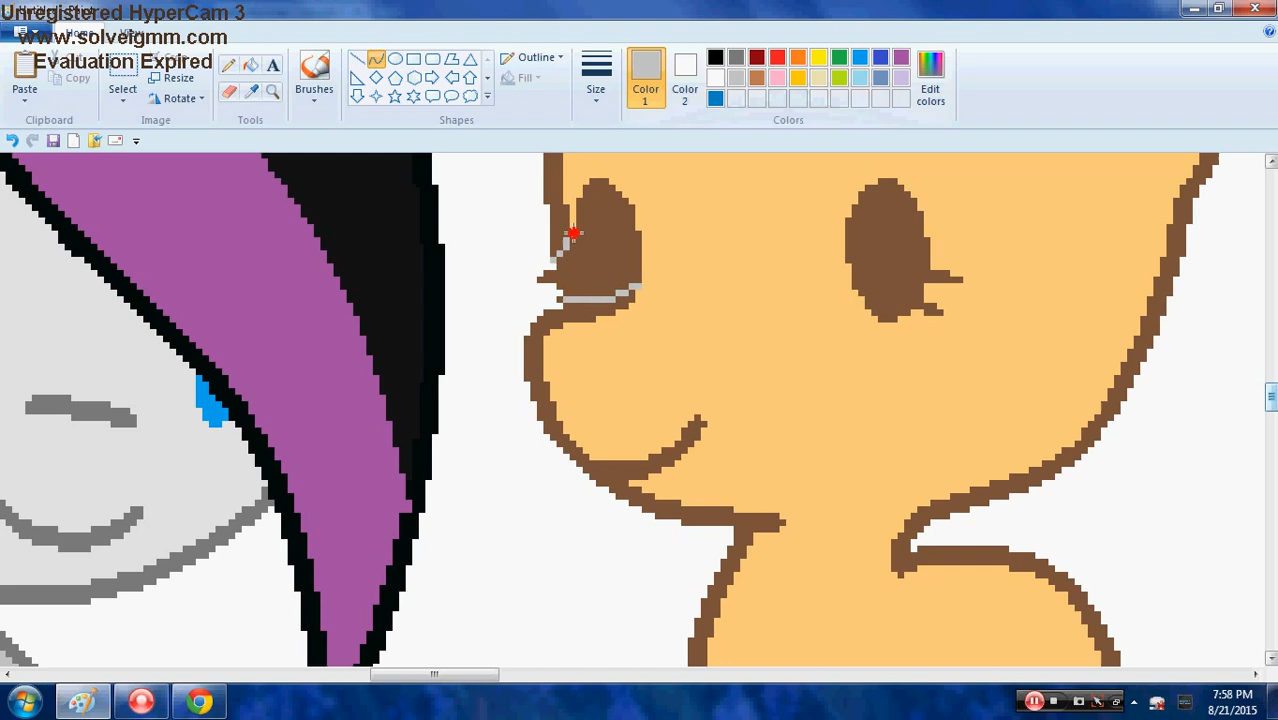 Unregistered HyperCam 3
www.solveigmm.com
Evaluation Expired
Paste
Copy
Clipboard
Select
Resize
Rotate
Image
Tools
Brushes
Shapes
Outline
Fill
Size
Color
1
Color
2
Edit
colors
Colors
7:58 PM
8/21/2015